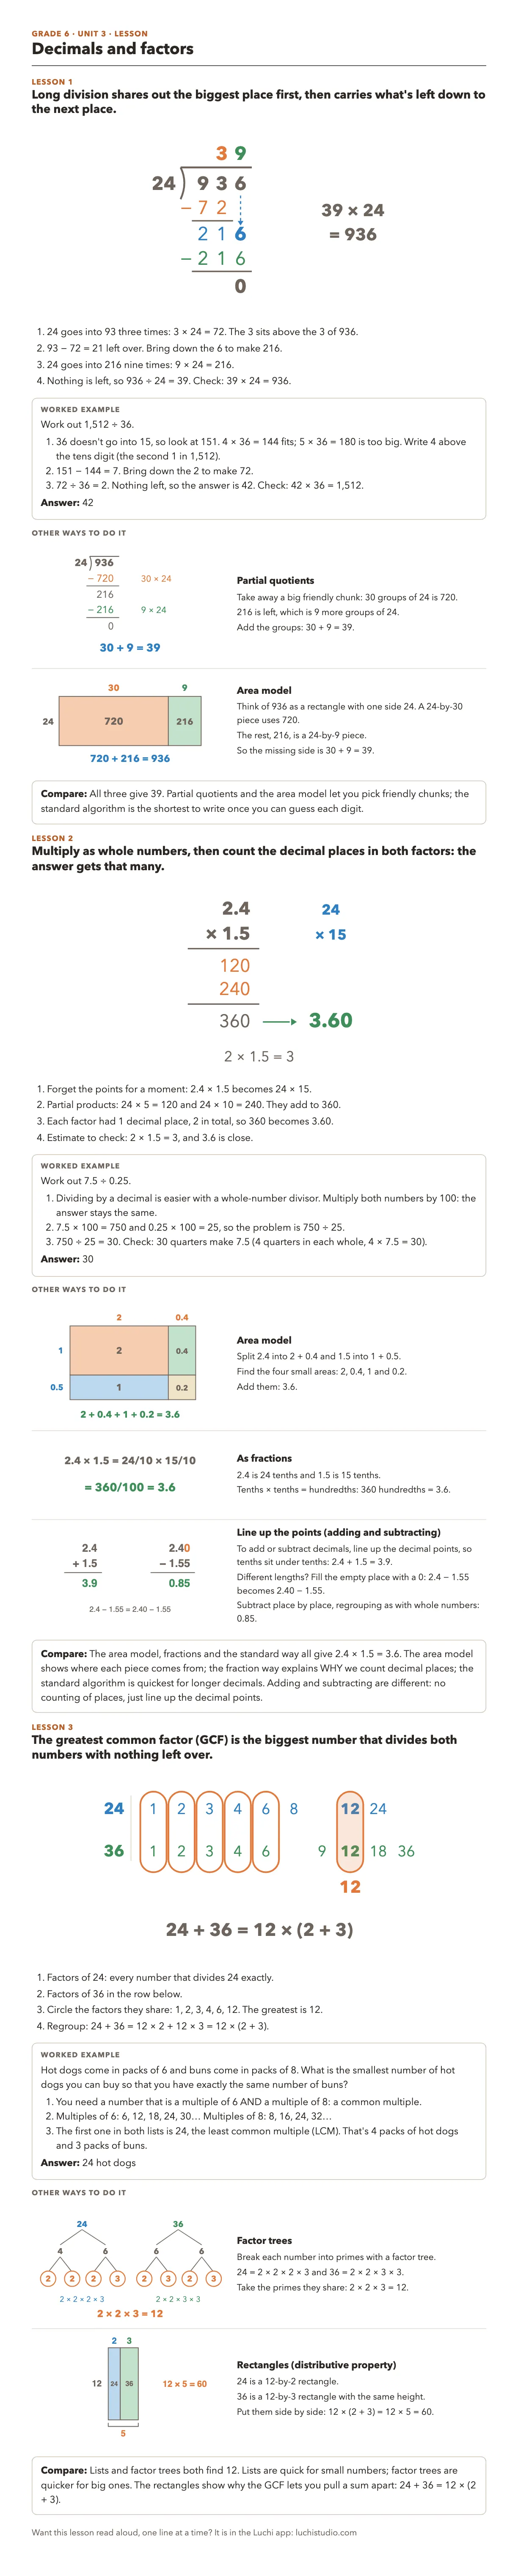 GRADE 6 · UNIT 3 · LESSON
Decimals and factors
LESSON 1
Long division shares out the biggest place first, then carries what's left down to
the next place.
3 9
24 ) 9 3 6
− 7 2
2 1 6
− 2 1 6
0
39 × 24
= 936
1. 24 goes into 93 three times: 3 × 24 = 72. The 3 sits above the 3 of 936.
2. 93 − 72 = 21 left over. Bring down the 6 to make 216.
3. 24 goes into 216 nine times: 9 × 24 = 216.
4. Nothing is left, so 936 ÷ 24 = 39. Check: 39 × 24 = 936.
WORKED EXAMPLE
Work out 1,512 ÷ 36.
1. 36 doesn't go into 15, so look at 151. 4 × 36 = 144 fits; 5 × 36 = 180 is too big. Write 4 above
the tens digit (the second 1 in 1,512).
2. 151 − 144 = 7. Bring down the 2 to make 72.
3. 72 ÷ 36 = 2. Nothing left, so the answer is 42. Check: 42 × 36 = 1,512.
Answer: 42
OTHER WAYS TO DO IT
24 ) 936
− 720 30 × 24
216
− 216 9 × 24
0
30 + 9 = 39
Partial quotients
Take away a big friendly chunk: 30 groups of 24 is 720.
216 is left, which is 9 more groups of 24.
Add the groups: 30 + 9 = 39.
30 9
24 720 216
720 + 216 = 936
Area model
Think of 936 as a rectangle with one side 24. A 24-by-30
piece uses 720.
The rest, 216, is a 24-by-9 piece.
So the missing side is 30 + 9 = 39.
Compare: All three give 39. Partial quotients and the area model let you pick friendly chunks; the
standard algorithm is the shortest to write once you can guess each digit.
LESSON 2
Multiply as whole numbers, then count the decimal places in both factors: the
answer gets that many.
2.4
× 1.5
120
240
360
24
× 15
3.60
2 × 1.5 = 3
1. Forget the points for a moment: 2.4 × 1.5 becomes 24 × 15.
2. Partial products: 24 × 5 = 120 and 24 × 10 = 240. They add to 360.
3. Each factor had 1 decimal place, 2 in total, so 360 becomes 3.60.
4. Estimate to check: 2 × 1.5 = 3, and 3.6 is close.
WORKED EXAMPLE
Work out 7.5 ÷ 0.25.
1. Dividing by a decimal is easier with a whole-number divisor. Multiply both numbers by 100: the
answer stays the same.
2. 7.5 × 100 = 750 and 0.25 × 100 = 25, so the problem is 750 ÷ 25.
3. 750 ÷ 25 = 30. Check: 30 quarters make 7.5 (4 quarters in each whole, 4 × 7.5 = 30).
Answer: 30
OTHER WAYS TO DO IT
2 0.4
1 2 0.4
0.5 1 0.2
2 + 0.4 + 1 + 0.2 = 3.6
Area model
Split 2.4 into 2 + 0.4 and 1.5 into 1 + 0.5.
Find the four small areas: 2, 0.4, 1 and 0.2.
Add them: 3.6.
2.4 × 1.5 = 24/10 × 15/10
= 360/100 = 3.6
As fractions
2.4 is 24 tenths and 1.5 is 15 tenths.
Tenths × tenths = hundredths: 360 hundredths = 3.6.
2.4
+ 1.5
3.9
2.40
− 1.55
0.85
2.4 − 1.55 = 2.40 − 1.55
Line up the points (adding and subtracting)
To add or subtract decimals, line up the decimal points, so
tenths sit under tenths: 2.4 + 1.5 = 3.9.
Different lengths? Fill the empty place with a 0: 2.4 − 1.55
becomes 2.40 − 1.55.
Subtract place by place, regrouping as with whole numbers:
0.85.
Compare: The area model, fractions and the standard way all give 2.4 × 1.5 = 3.6. The area model
shows where each piece comes from; the fraction way explains WHY we count decimal places; the
standard algorithm is quickest for longer decimals. Adding and subtracting are different: no
counting of places, just line up the decimal points.
LESSON 3
The greatest common factor (GCF) is the biggest number that divides both
numbers with nothing left over.
24 1 2 3 4 6 8 12 24
36 1 2 3 4 6 9 12 18 36
12
24 + 36 = 12 × (2 + 3)
1. Factors of 24: every number that divides 24 exactly.
2. Factors of 36 in the row below.
3. Circle the factors they share: 1, 2, 3, 4, 6, 12. The greatest is 12.
4. Regroup: 24 + 36 = 12 × 2 + 12 × 3 = 12 × (2 + 3).
WORKED EXAMPLE
Hot dogs come in packs of 6 and buns come in packs of 8. What is the smallest number of hot
dogs you can buy so that you have exactly the same number of buns?
1. You need a number that is a multiple of 6 AND a multiple of 8: a common multiple.
2. Multiples of 6: 6, 12, 18, 24, 30… Multiples of 8: 8, 16, 24, 32…
3. The first one in both lists is 24, the least common multiple (LCM). That's 4 packs of hot dogs
and 3 packs of buns.
Answer: 24 hot dogs
OTHER WAYS TO DO IT
24 36
4 6 6 6
2 2 2 3 2 3 2 3
2 × 2 × 2 × 3 2 × 2 × 3 × 3
2 × 2 × 3 = 12
Factor trees
Break each number into primes with a factor tree.
24 = 2 × 2 × 2 × 3 and 36 = 2 × 2 × 3 × 3.
Take the primes they share: 2 × 2 × 3 = 12.
2 3
12 24 36 12 × 5 = 60
5
Rectangles (distributive property)
24 is a 12-by-2 rectangle.
36 is a 12-by-3 rectangle with the same height.
Put them side by side: 12 × (2 + 3) = 12 × 5 = 60.
Compare: Lists and factor trees both find 12. Lists are quick for small numbers; factor trees are
quicker for big ones. The rectangles show why the GCF lets you pull a sum apart: 24 + 36 = 12 × (2
+ 3).
Want this lesson read aloud, one line at a time? It is in the Luchi app: luchistudio.com